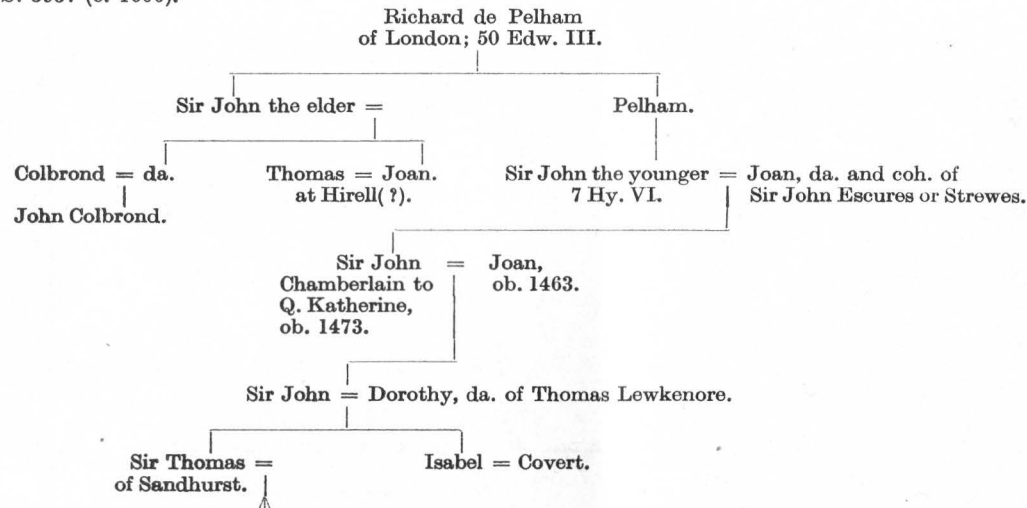 Richard de Pelham
of London; 50 Edw. III.
Sir John the elder =
Pelham.
Colbrond = da.
John Colbrond.
Thomas = Joan.
at Hirell(?).
Sir John the younger = Joan, da. and coh. of
7 Hy. VI.
Sir John Escures or Strewes.
Sir John = Joan,
Chamberlain to
Q. Katherine,
ob. 1473.
ob. 1463.
Sir John = Dorothy, da. of Thomas Lewkenore.
Sir Thomas =
of Sandhurst.
Isabel = Covert.